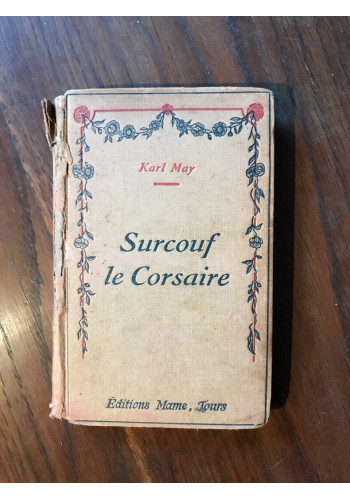 Karl May
Surcouf
le Corsaire
Éditions Mame, Tours